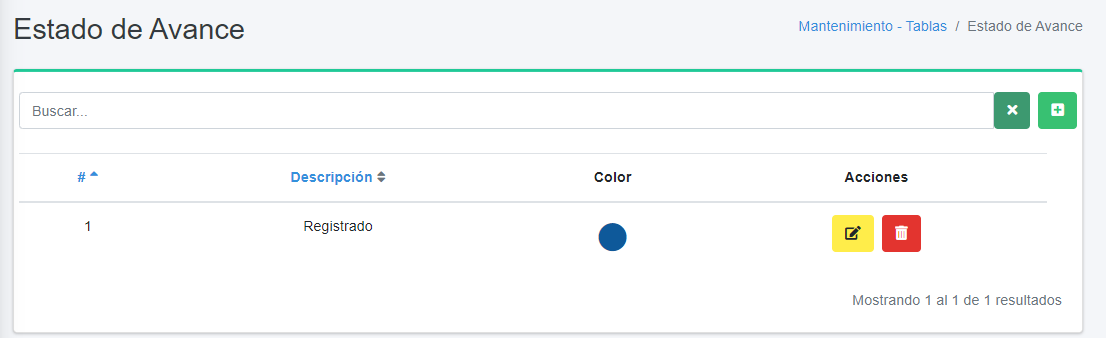 Estado de Avance
Mantenimiento - Tablas / Estado de Avance
Buscar...
# Descripción Color Acciones
1 Registrado
Mostrando 1 al 1 de 1 resultados